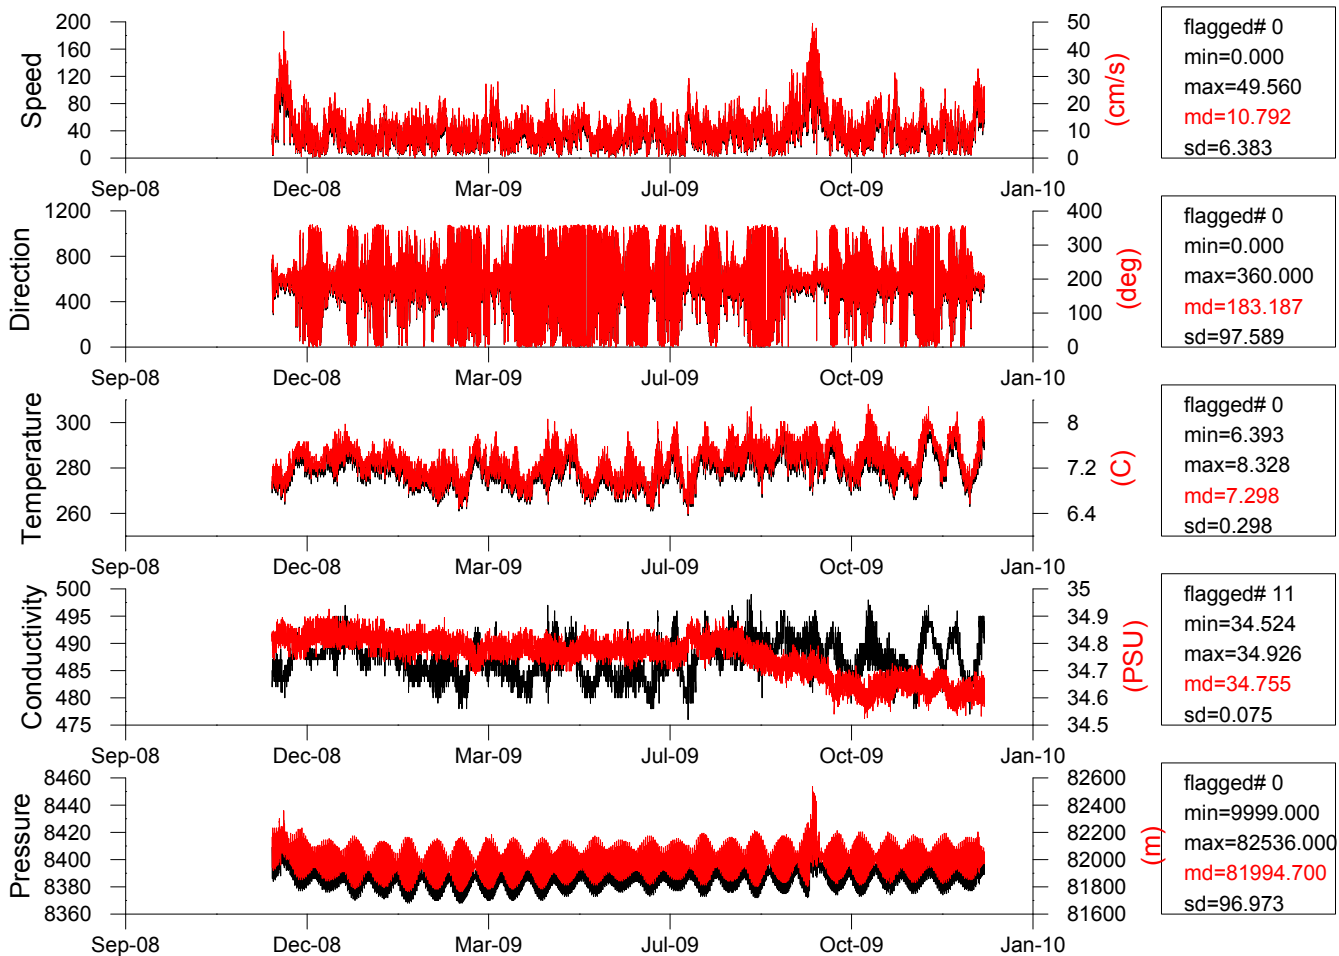 Speed
200
160
120
80
40
0
50
40
30
20
10
0
(cm/s)
Sep-08 Dec-08 Mar-09 Jul-09 Oct-09 Jan-10
flagged# 0
min=0.000
max=49.560
md=10.792
sd=6.383
Direction
1200
800
400
0
400
300
200
100
0
(deg)
Sep-08 Dec-08 Mar-09 Jul-09 Oct-09 Jan-10
flagged# 0
min=0.000
max=360.000
md=183.187
sd=97.589
Temperature
300
280
260
8
7.2
6.4
(C)
Sep-08 Dec-08 Mar-09 Jul-09 Oct-09 Jan-10
flagged# 0
min=6.393
max=8.328
md=7.298
sd=0.298
Conductivity
500
495
490
485
480
475
35
34.9
34.8
34.7
34.6
34.5
(PSU)
Sep-08 Dec-08 Mar-09 Jul-09 Oct-09 Jan-10
flagged# 11
min=34.524
max=34.926
md=34.755
sd=0.075
Pressure
8460
8440
8420
8400
8380
8360
82600
82400
82200
82000
81800
81600
(m)
Sep-08 Dec-08 Mar-09 Jul-09 Oct-09 Jan-10
flagged# 0
min=9999.000
max=82536.000
md=81994.700
sd=96.973